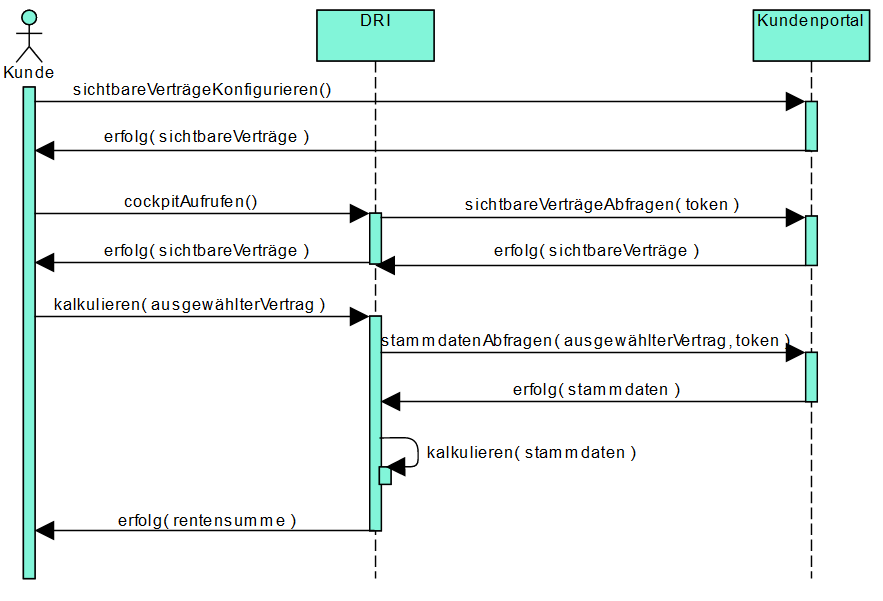 DRI
Kundenportal
Kunde
sichtbareVerträgeKonfigurieren()
erfolg( sichtbareVerträge )
cockpitAufrufen()
sichtbareVerträgeAbfragen( token )
erfolg( sichtbareVerträge )
erfolg( sichtbareVerträge )
kalkulieren( ausgewählterVertrag )
stammdatenAbfragen( ausgewählterVertrag, token )
erfolg( stammdaten )
kalkulieren( stammdaten )
erfolg( rentensumme )